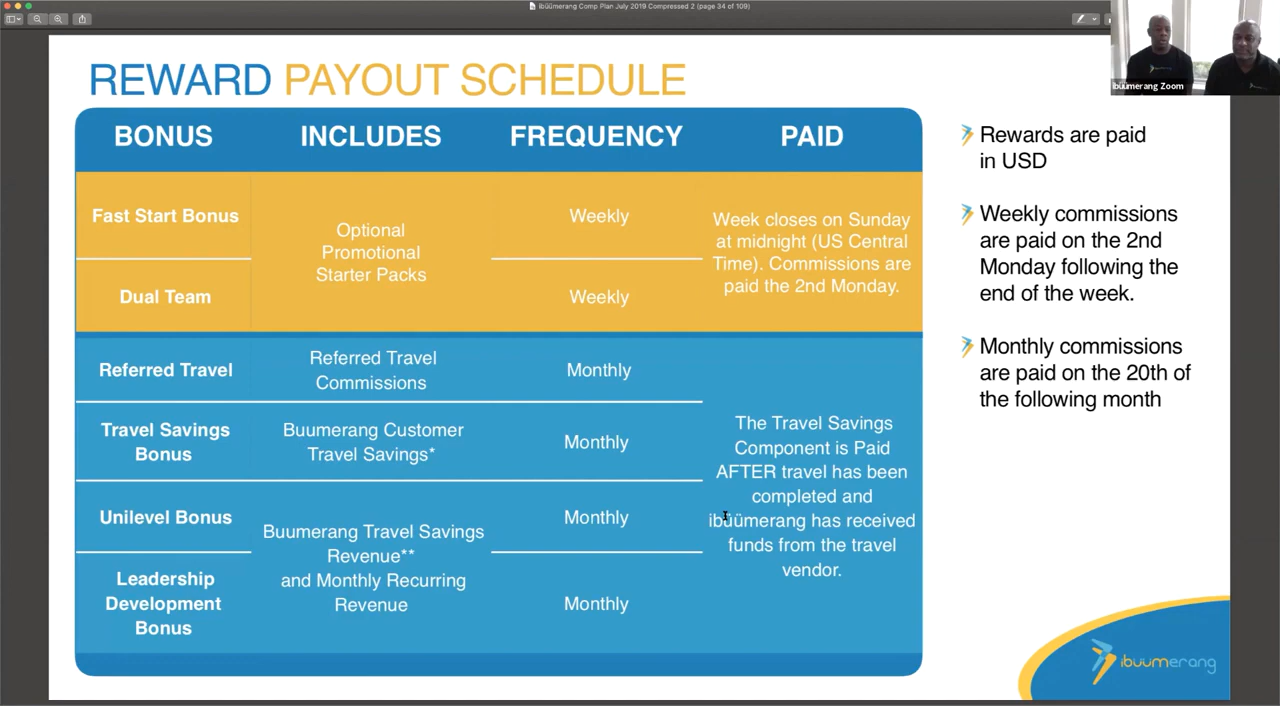 ibüümerang Comp Plan July 2019 Compressed 2 (page 34 of 109)
ibüümerang Zoom
REWARD PAYOUT SCHEDULE
BONUS INCLUDES FREQUENCY PAID
Fast Start Bonus
Optional
Promotional
Starter Packs
Weekly
Week closes on Sunday
at midnight (US Central
Time). Commissions are
paid the 2nd Monday.
Dual Team
Weekly
Referred Travel
Referred Travel
Commissions
Monthly
Travel Savings
Bonus
Buumerang Customer
Travel Savings*
Monthly
The Travel Savings
Component is Paid
AFTER travel has been
completed and
ibüümerang has received
funds from the travel
vendor.
Unilevel Bonus
Buumerang Travel Savings
Revenue**
and Monthly Recurring
Revenue
Monthly
Leadership
Development
Bonus
Monthly
Rewards are paid
in USD
Weekly commissions
are paid on the 2nd
Monday following the
end of the week.
Monthly commissions
are paid on the 20th of
the following month
ibuumerang